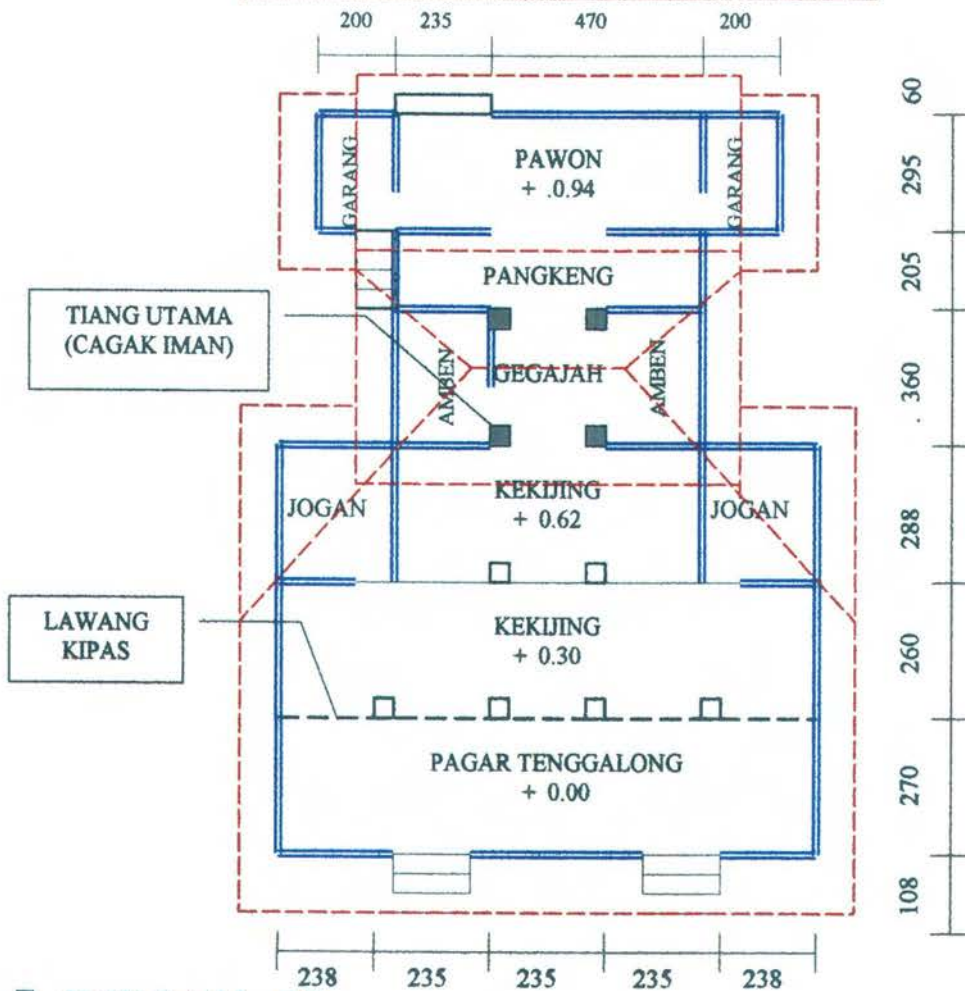 200 235 470 200
60
GARANG
PAWON
+ .0.94
GARANG
295
PANGKENG
205
TIANG UTAMA
(CAGAK IMAN)
AMBEN
GEGAJAH
AMBEN
360
JOGAN
KEKIJING
+ 0.62
JOGAN
288
LAWANG
KIPAS
KEKIJING
+ 0.30
260
PAGAR TENGGALONG
+ 0.00
270
108
238 235 235 235 238